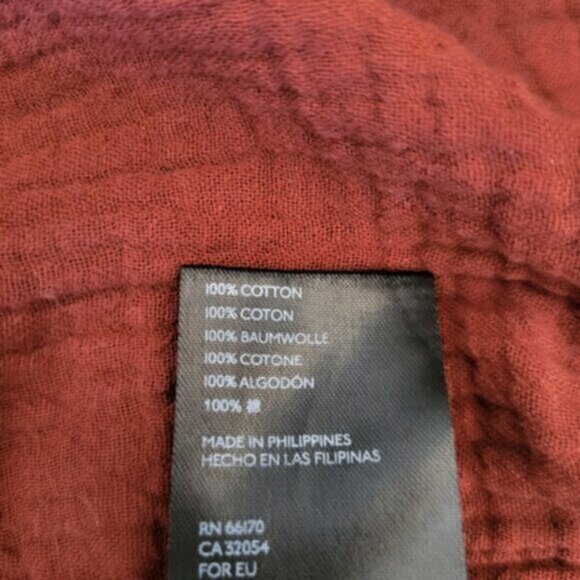 100% COTTON
100% COTON
100% BAUMWOLLE
100% COTONE
100% ALGODÓN
100% 綿
MADE IN PHILIPPINES
HECHO EN LAS FILIPINAS
RN 66170
CA 32054
FOR EU